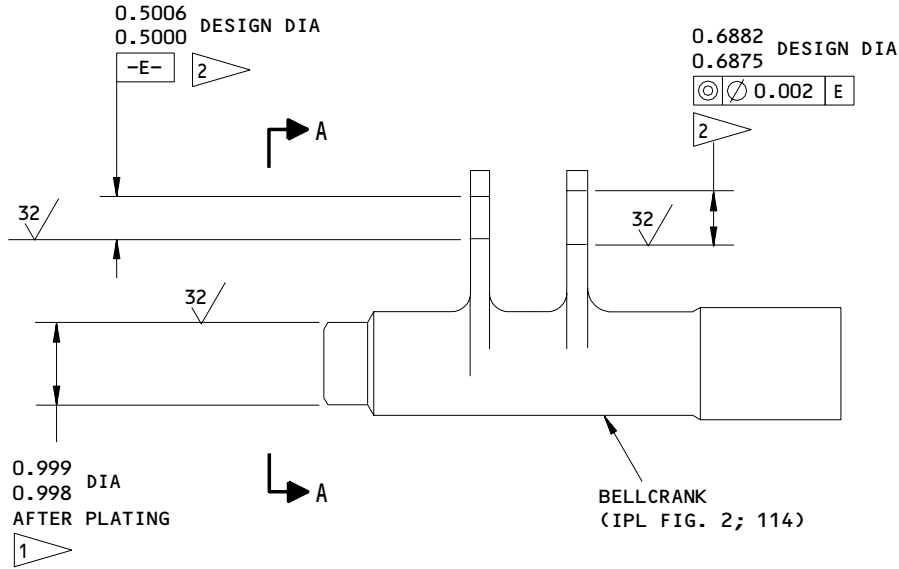 0.5006
0.5000 DESIGN DIA
-E- 2
0.6882
0.6875 DESIGN DIA
◎ ∅ 0.002 E
2
A
32
32
32
0.999
0.998 DIA
AFTER PLATING
1
A
BELLCRANK
(IPL FIG. 2; 114)